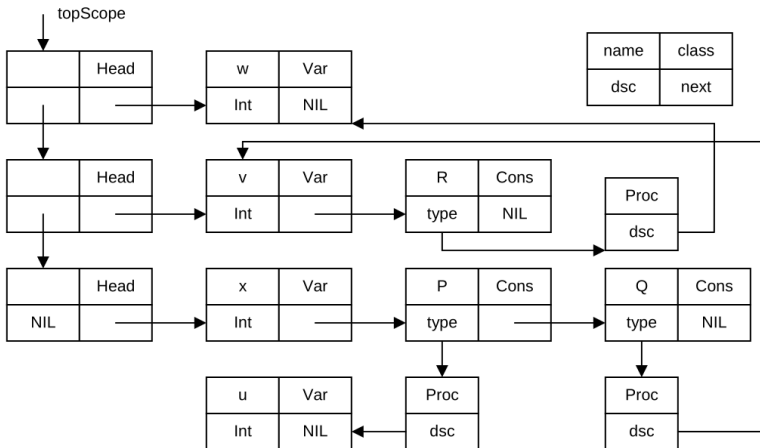 topScope
Head
w Var
name class
Int NIL
dsc next
Head
v Var
R Cons
Proc
Int
type NIL
dsc
Head
x Var
P Cons
Q Cons
NIL
Int
type
type NIL
u Var
Proc
Proc
Int NIL
dsc
dsc